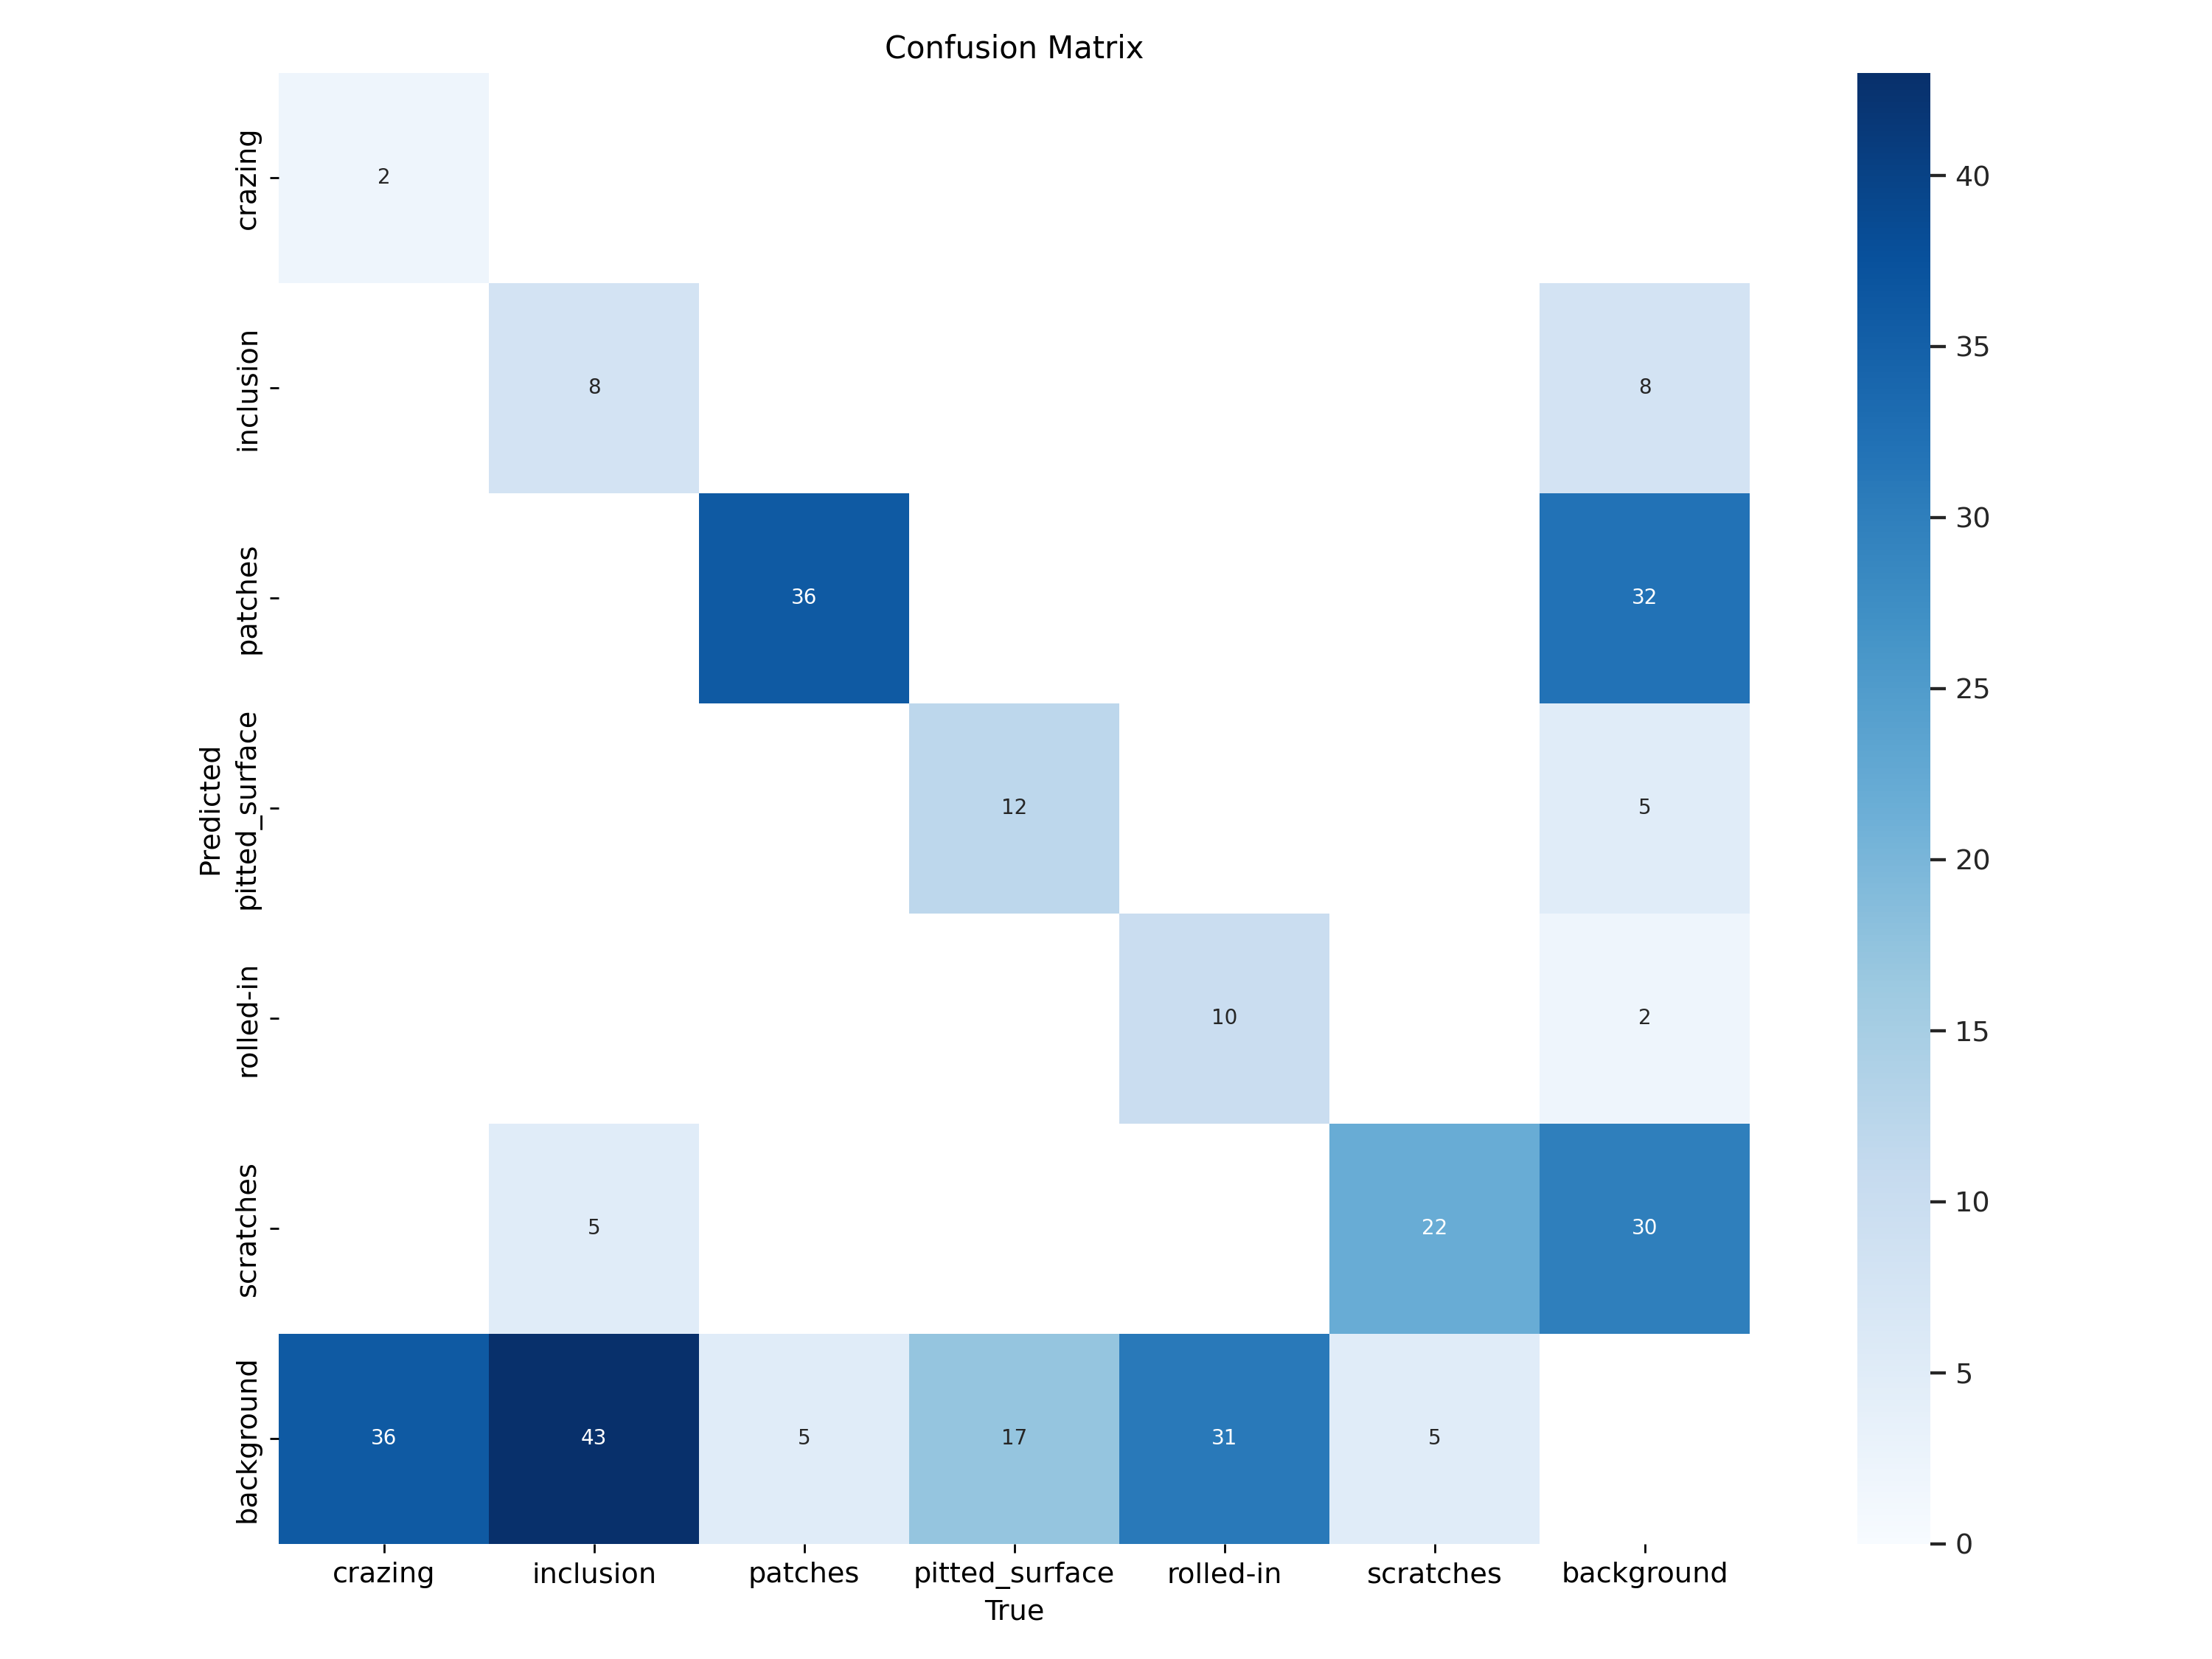 Confusion Matrix
crazing
2
inclusion
8
8
patches
36
32
pitted_surface
12
5
rolled-in
10
2
scratches
5
22
30
background
36
43
5
17
31
5
Predicted
crazing
inclusion
patches
pitted_surface
rolled-in
scratches
background
True
40
35
30
25
20
15
10
5
0